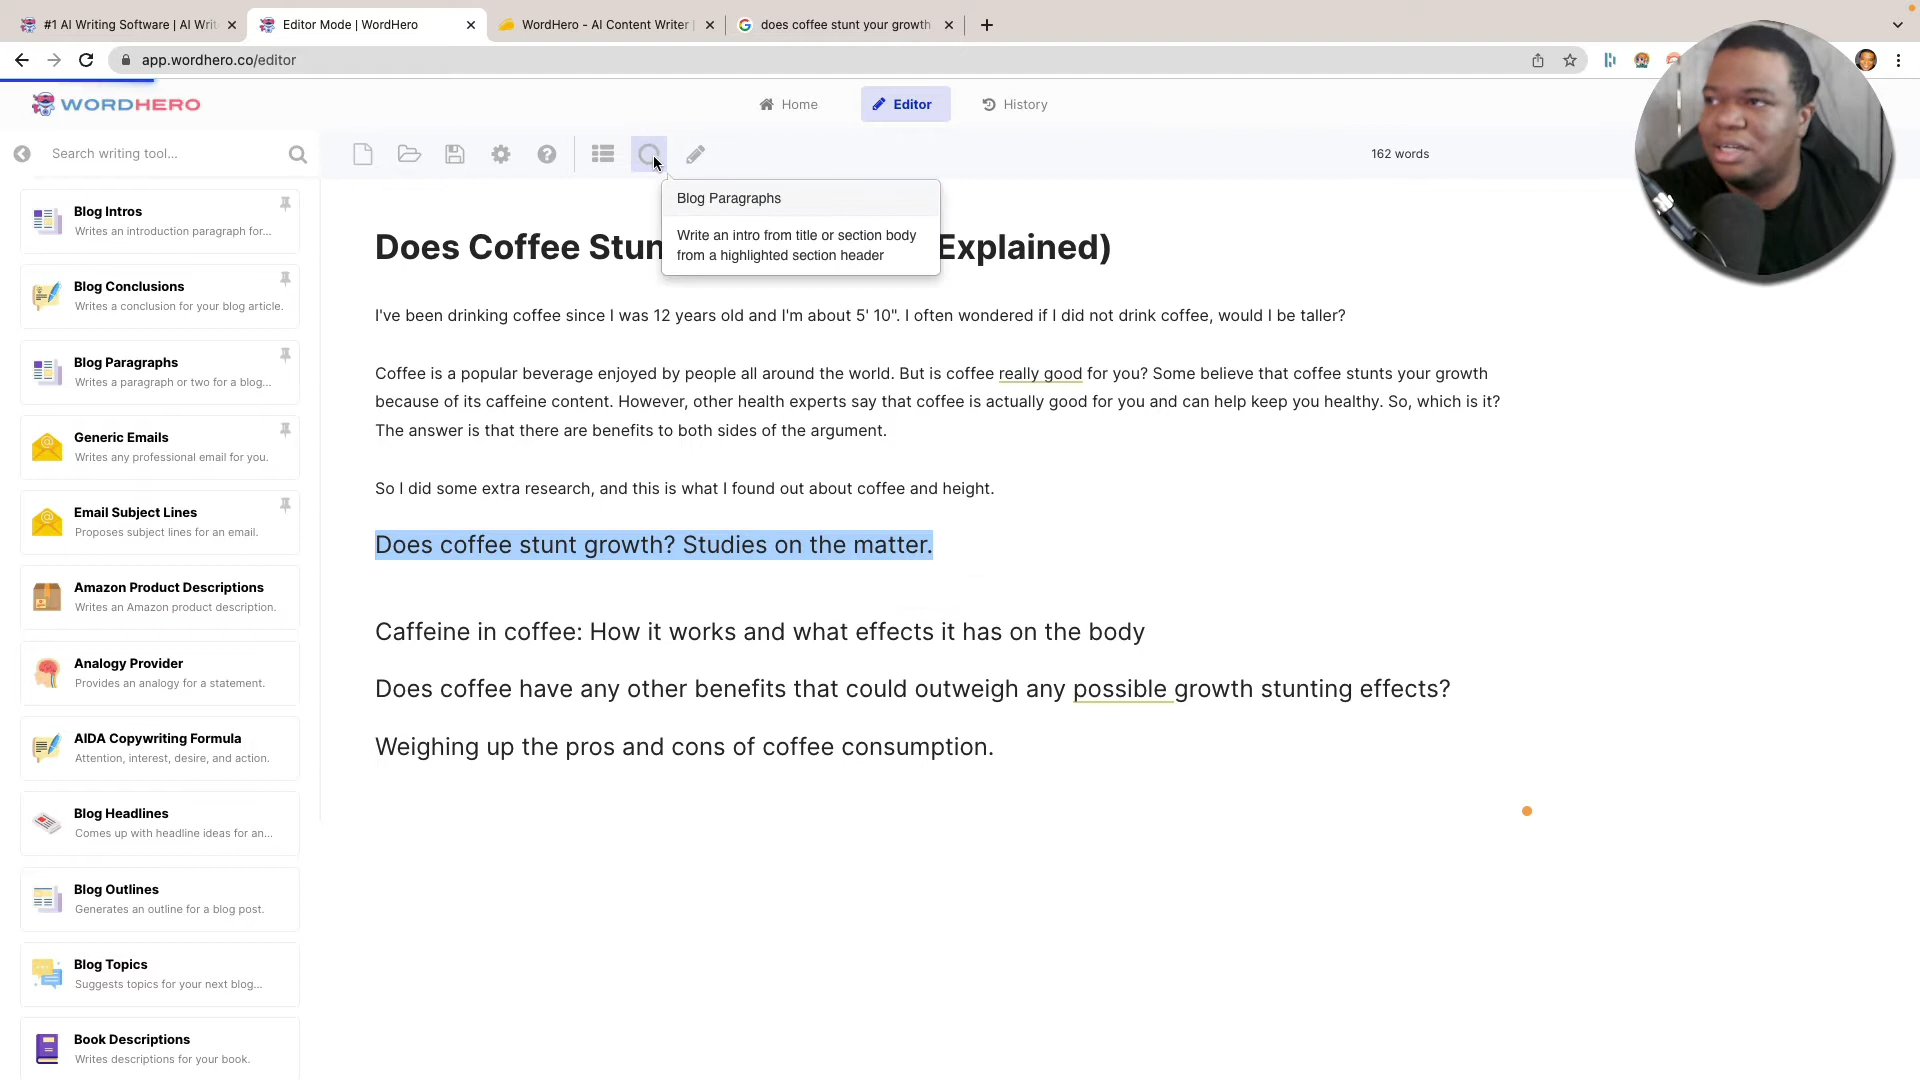 #1 AI Writing Software | AI Writ
Editor Mode | WordHero
WordHero - AI Content Writer |
does coffee stunt your growth
app.wordhero.co/editor
WORDHERO
Home
Editor
History
Search writing tool...
162 words
Blog Paragraphs
Write an intro from title or section body
from a highlighted section header
Blog Intros
Writes an introduction paragraph for...
Blog Conclusions
Writes a conclusion for your blog article.
Blog Paragraphs
Writes a paragraph or two for a blog...
Generic Emails
Writes any professional email for you.
Email Subject Lines
Proposes subject lines for an email.
Amazon Product Descriptions
Writes an Amazon product description.
Analogy Provider
Provides an analogy for a statement.
AIDA Copywriting Formula
Attention, interest, desire, and action.
Blog Headlines
Comes up with headline ideas for an...
Blog Outlines
Generates an outline for a blog post.
Blog Topics
Suggests topics for your next blog...
Book Descriptions
Writes descriptions for your book.
Does Coffee Stun Explained)
I've been drinking coffee since I was 12 years old and I'm about 5' 10". I often wondered if I did not drink coffee, would I be taller?
Coffee is a popular beverage enjoyed by people all around the world. But is coffee really good for you? Some believe that coffee stunts your growth
because of its caffeine content. However, other health experts say that coffee is actually good for you and can help keep you healthy. So, which is it?
The answer is that there are benefits to both sides of the argument.
So I did some extra research, and this is what I found out about coffee and height.
Does coffee stunt growth? Studies on the matter.
Caffeine in coffee: How it works and what effects it has on the body
Does coffee have any other benefits that could outweigh any possible growth stunting effects?
Weighing up the pros and cons of coffee consumption.